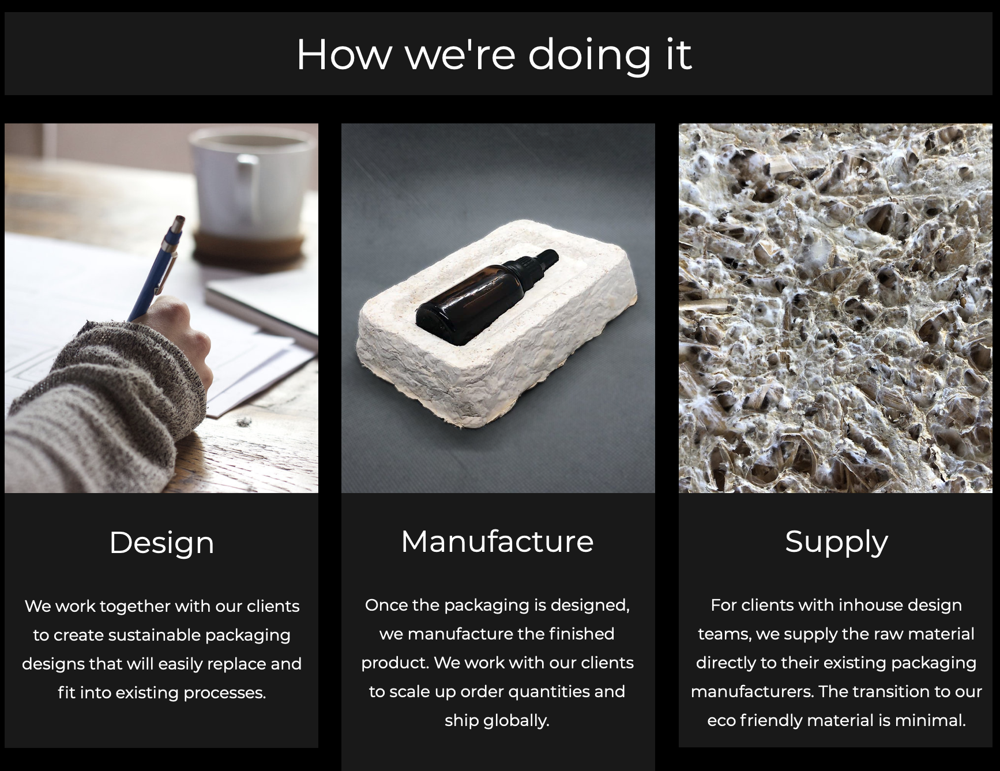 How we're doing it
Design
We work together with our clients
to create sustainable packaging
designs that will easily replace and
fit into existing processes.
Manufacture
Once the packaging is designed,
we manufacture the finished
product. We work with our clients
to scale up order quantities and
ship globally.
Supply
For clients with inhouse design
teams, we supply the raw material
directly to their existing packaging
manufacturers. The transition to our
eco friendly material is minimal.